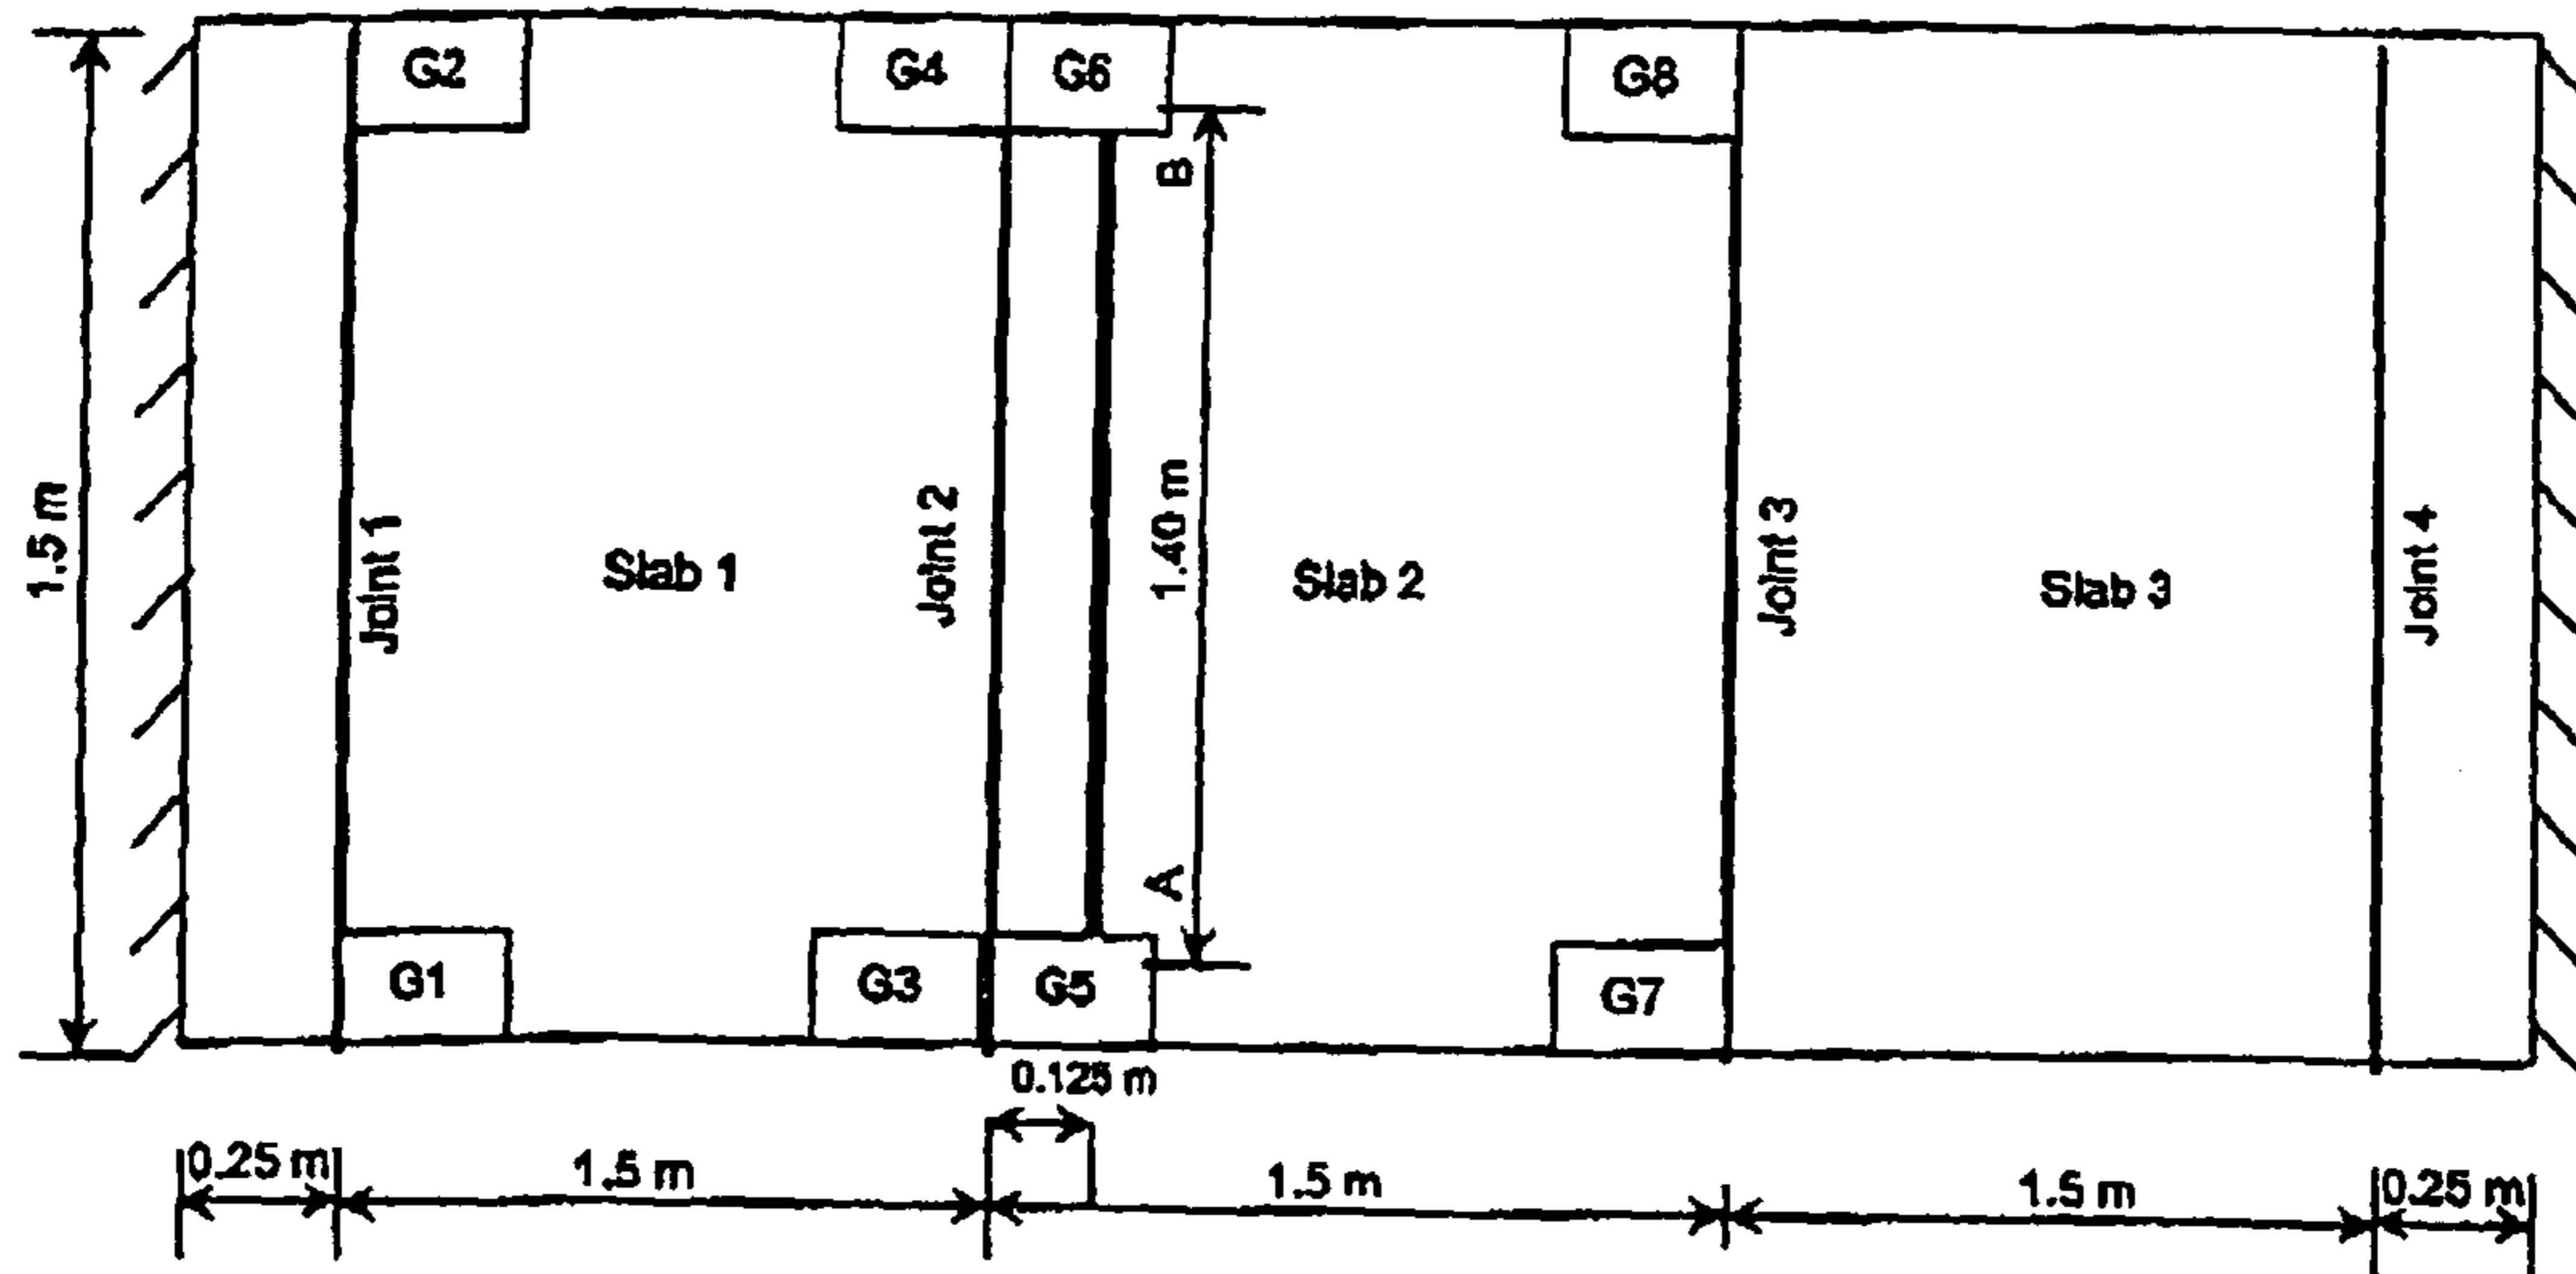 G2
G4
G6
G8
B
1.5 m
Joint 1
Slab 1
Joint 2
1.40 m
Slab 2
Joint 3
Slab 3
Joint 4
A
G1
G3
G5
G7
0.125 m
0.25 m
1.5 m
1.5 m
1.5 m
0.25 m